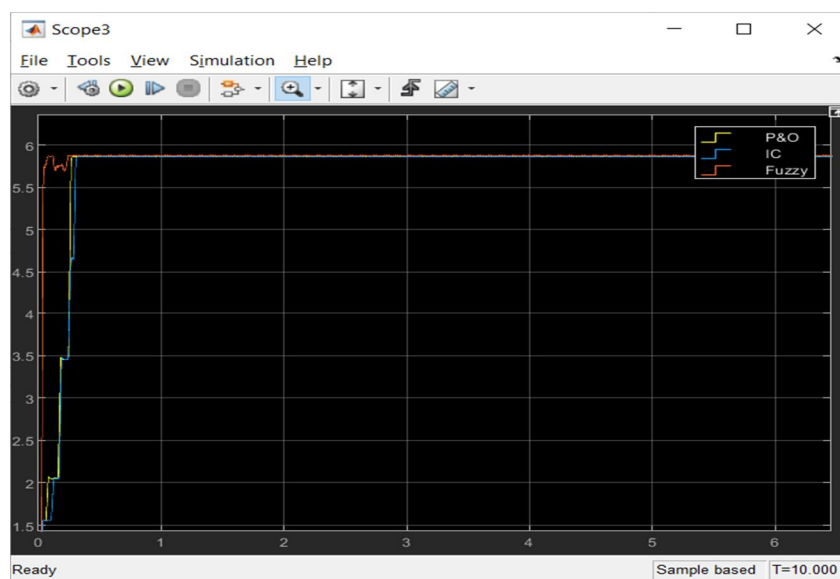 Scope3
File Tools View Simulation Help
6
5.5
5
4.5
4
3.5
3
2.5
2
1.5
P&O
IC
Fuzzy
0 1 2 3 4 5 6
Ready Sample based T=10.000